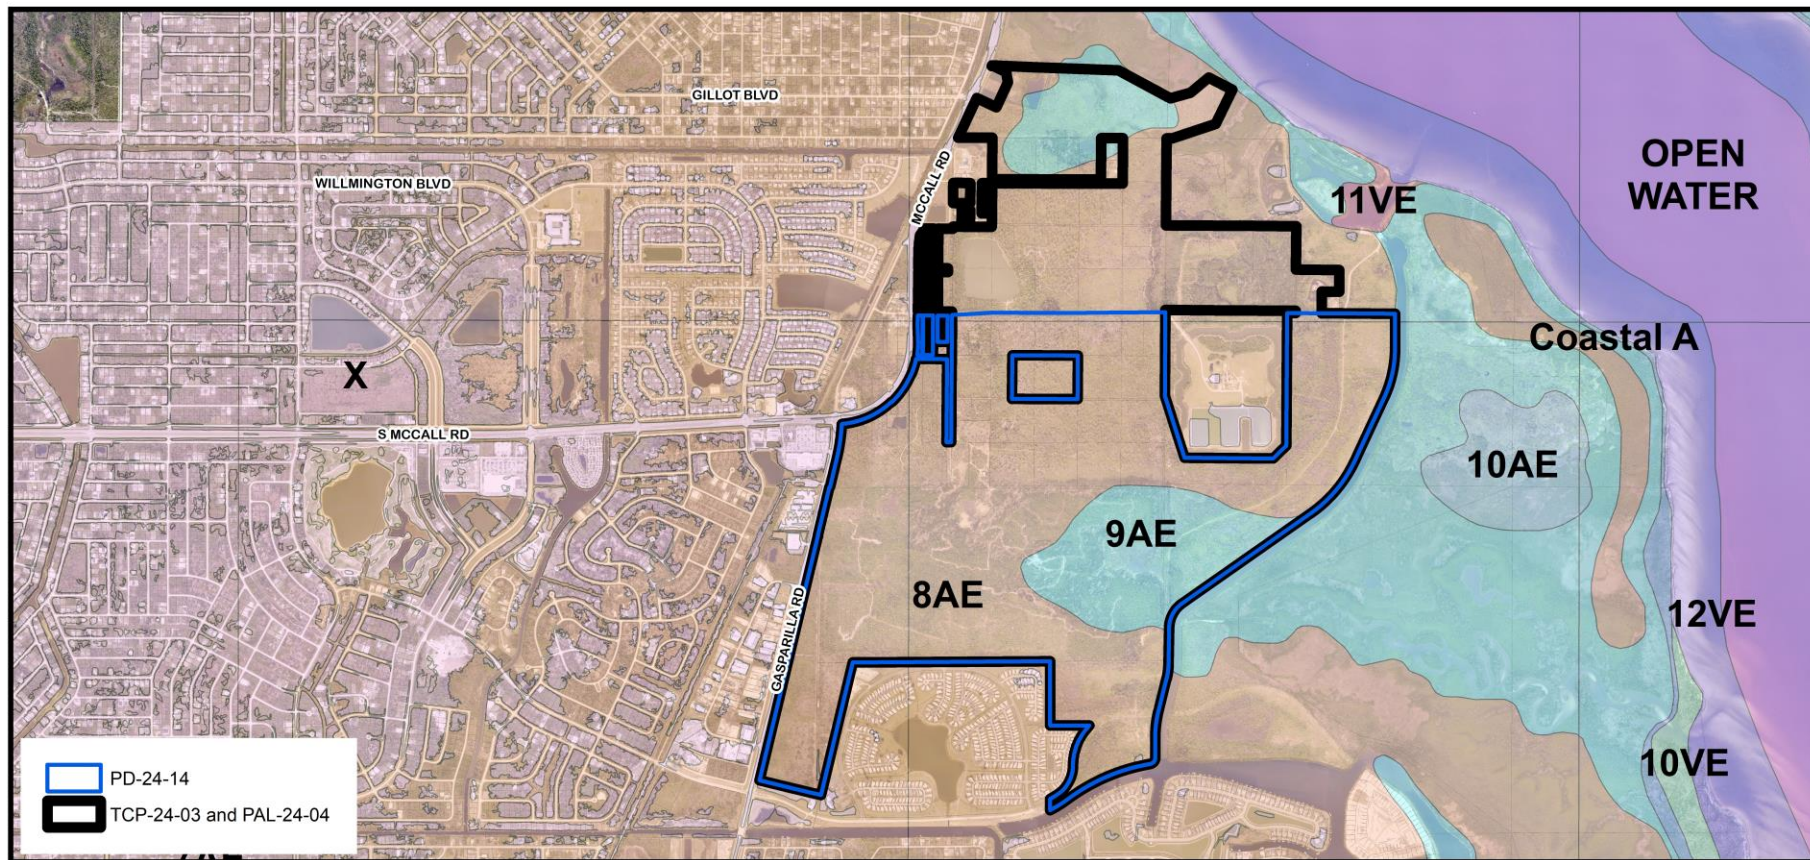 GILLOT BLVD
OPEN
WATER
MCCALL RD
WILLMINGTON BLVD
11VE
Coastal A
X
S MCCALL RD
10AE
9AE
8AE
GASPARILLA RD
12VE
10VE
PD-24-14
TCP-24-03 and PAL-24-04